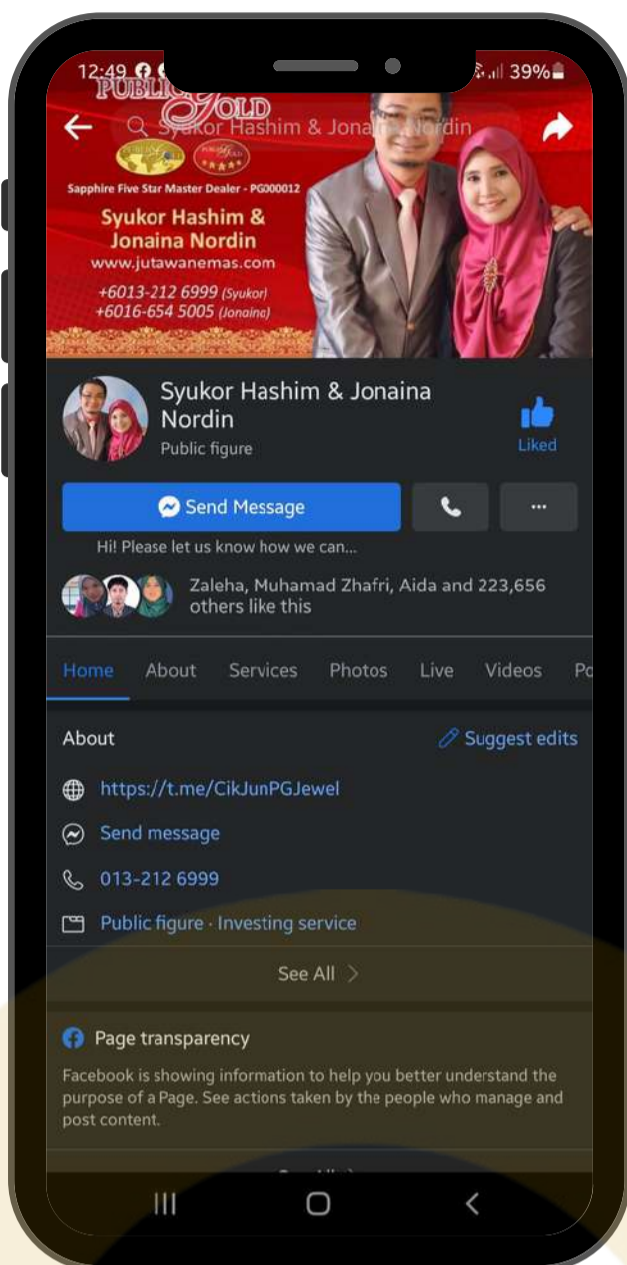 12:49
39%
PUBLIC GOLD
Syukor Hashim & Jonaina Nordin
Sapphire Five Star Master Dealer - PG000012
Syukor Hashim &
Jonaina Nordin
www.jutawanemas.com
+6013-212 6999 (Syukor)
+6016-654 5005 (Jonaina)
Syukor Hashim & Jonaina
Nordin
Public figure
Liked
Send Message
...
Hi! Please let us know how we can...
Zaleha, Muhamad Zhafri, Aida and 223,656
others like this
Home About Services Photos Live Videos Po
About
Suggest edits
https://t.me/CikJunPGJewel
Send message
013-212 6999
Public figure · Investing service
See All >
Page transparency
Facebook is showing information to help you better understand the
purpose of a Page. See actions taken by the people who manage and
post content.